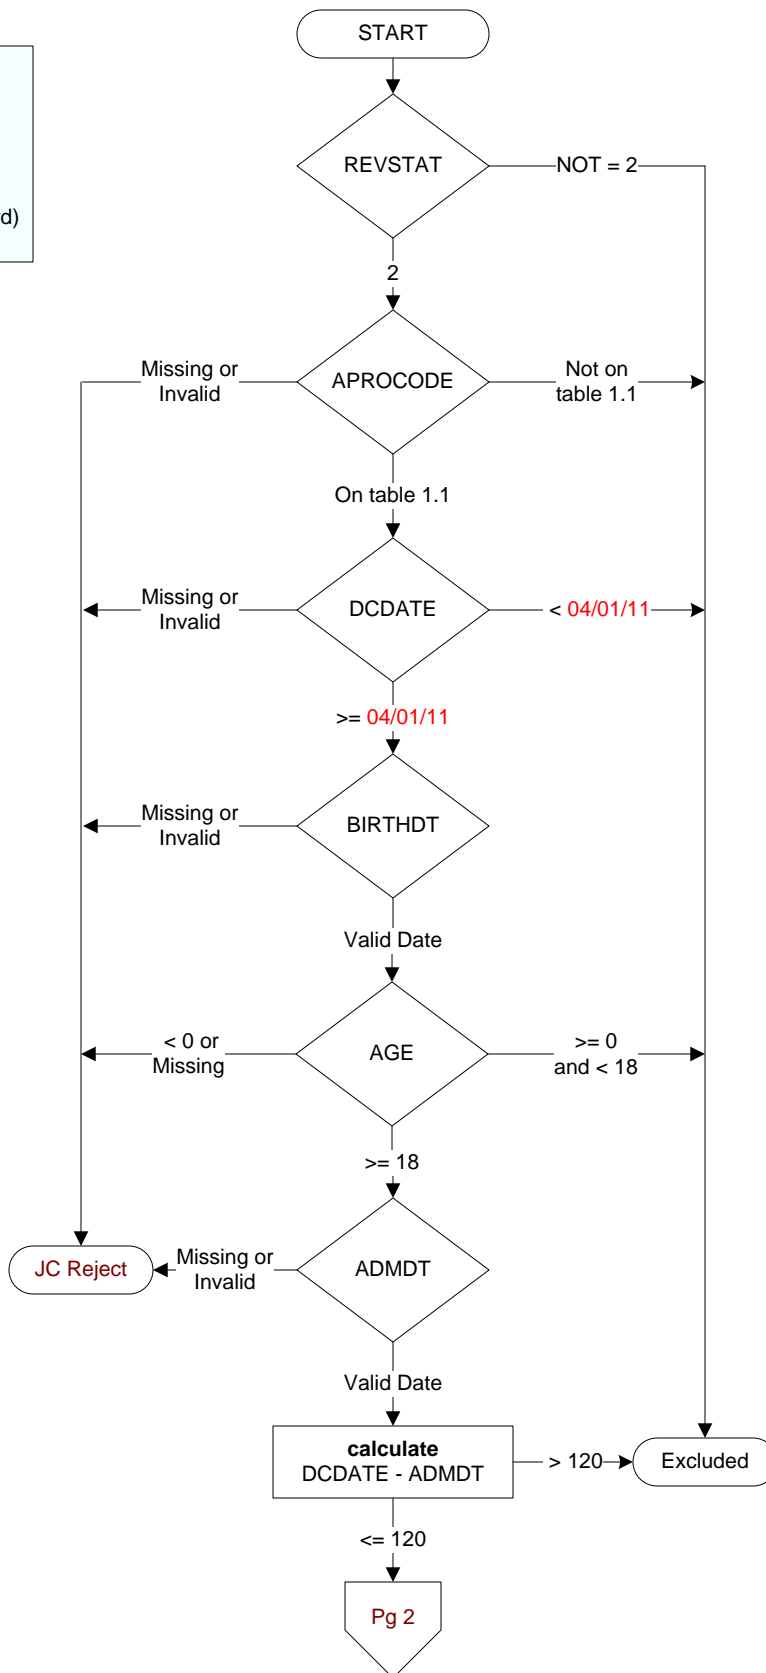 START
rd)
REVSTAT
NOT = 2
2
Missing or
Invalid
APROCODE
Not on
table 1.1
On table 1.1
Missing or
Invalid
DCDATE
< 04/01/11
>= 04/01/11
Missing or
Invalid
BIRTHDT
Valid Date
< 0 or
Missing
AGE
>= 0
and < 18
>= 18
JC Reject
Missing or
Invalid
ADMDT
Valid Date
calculate
DCDATE - ADMDT
> 120
Excluded
<= 120
Pg 2